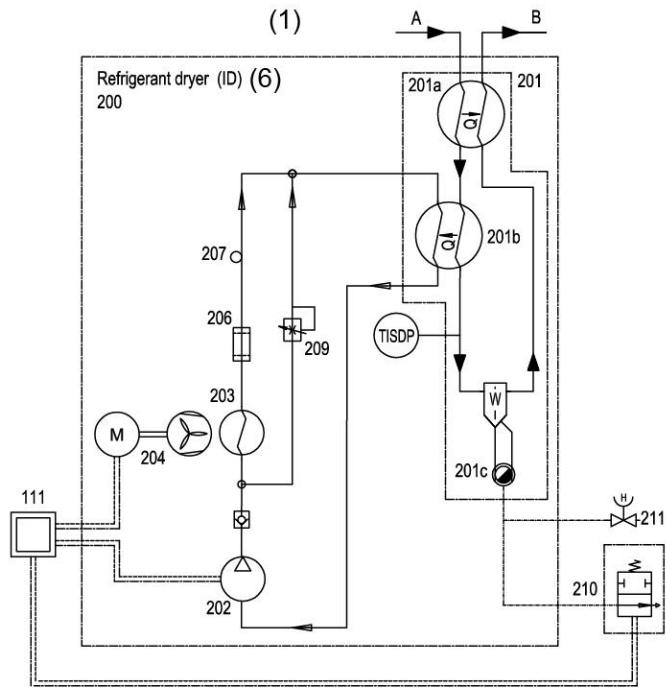 (1)
A
B
Refrigerant dryer (ID) (6)
200
201a
201
Q
201b
Q
207
206
209
TISDP
203
W
M
204
201c
111
H
211
210
202